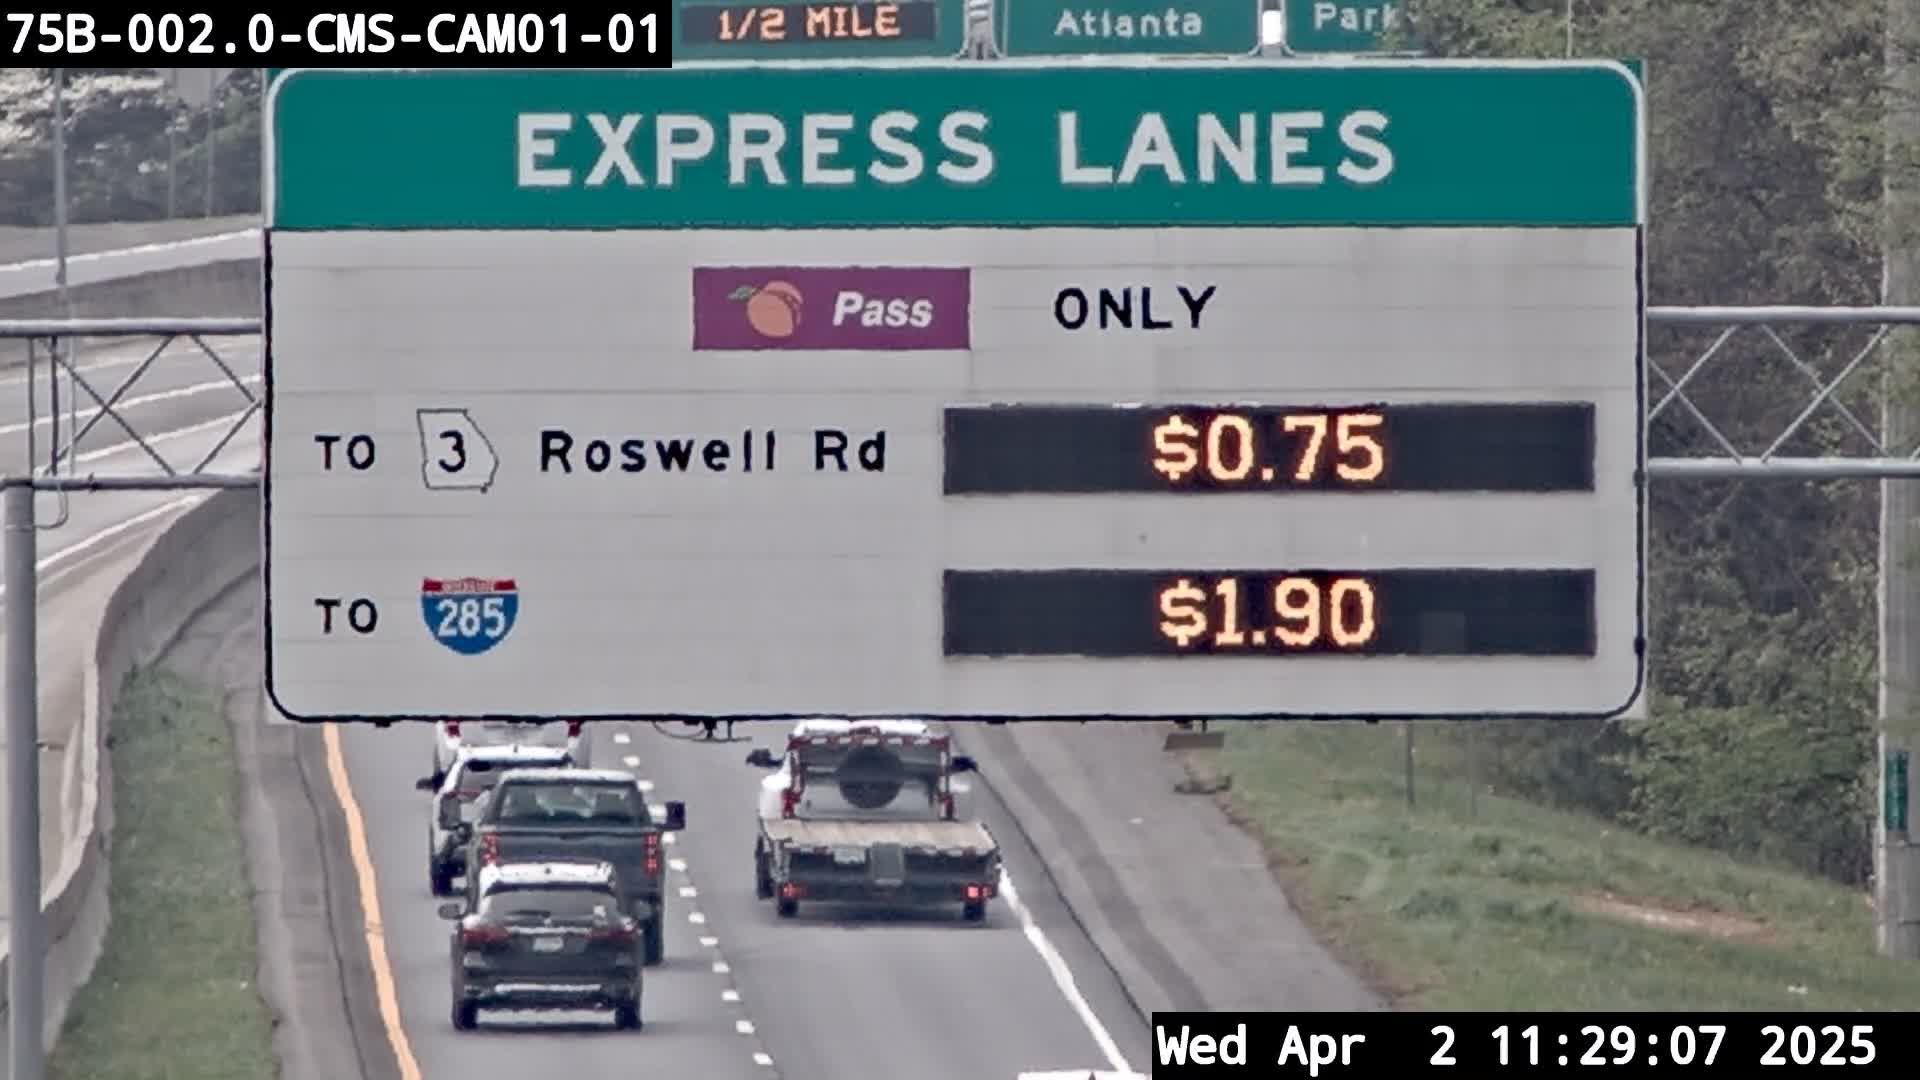 75B-002.0-CMS-CAM01-01
1/2 MILE
Atlanta
EXPRESS LANES
Pass ONLY
TO 3 Roswell Rd $0.75
TO INTERSTATE 285 $1.90
Wed Apr 2 11:29:07 2025